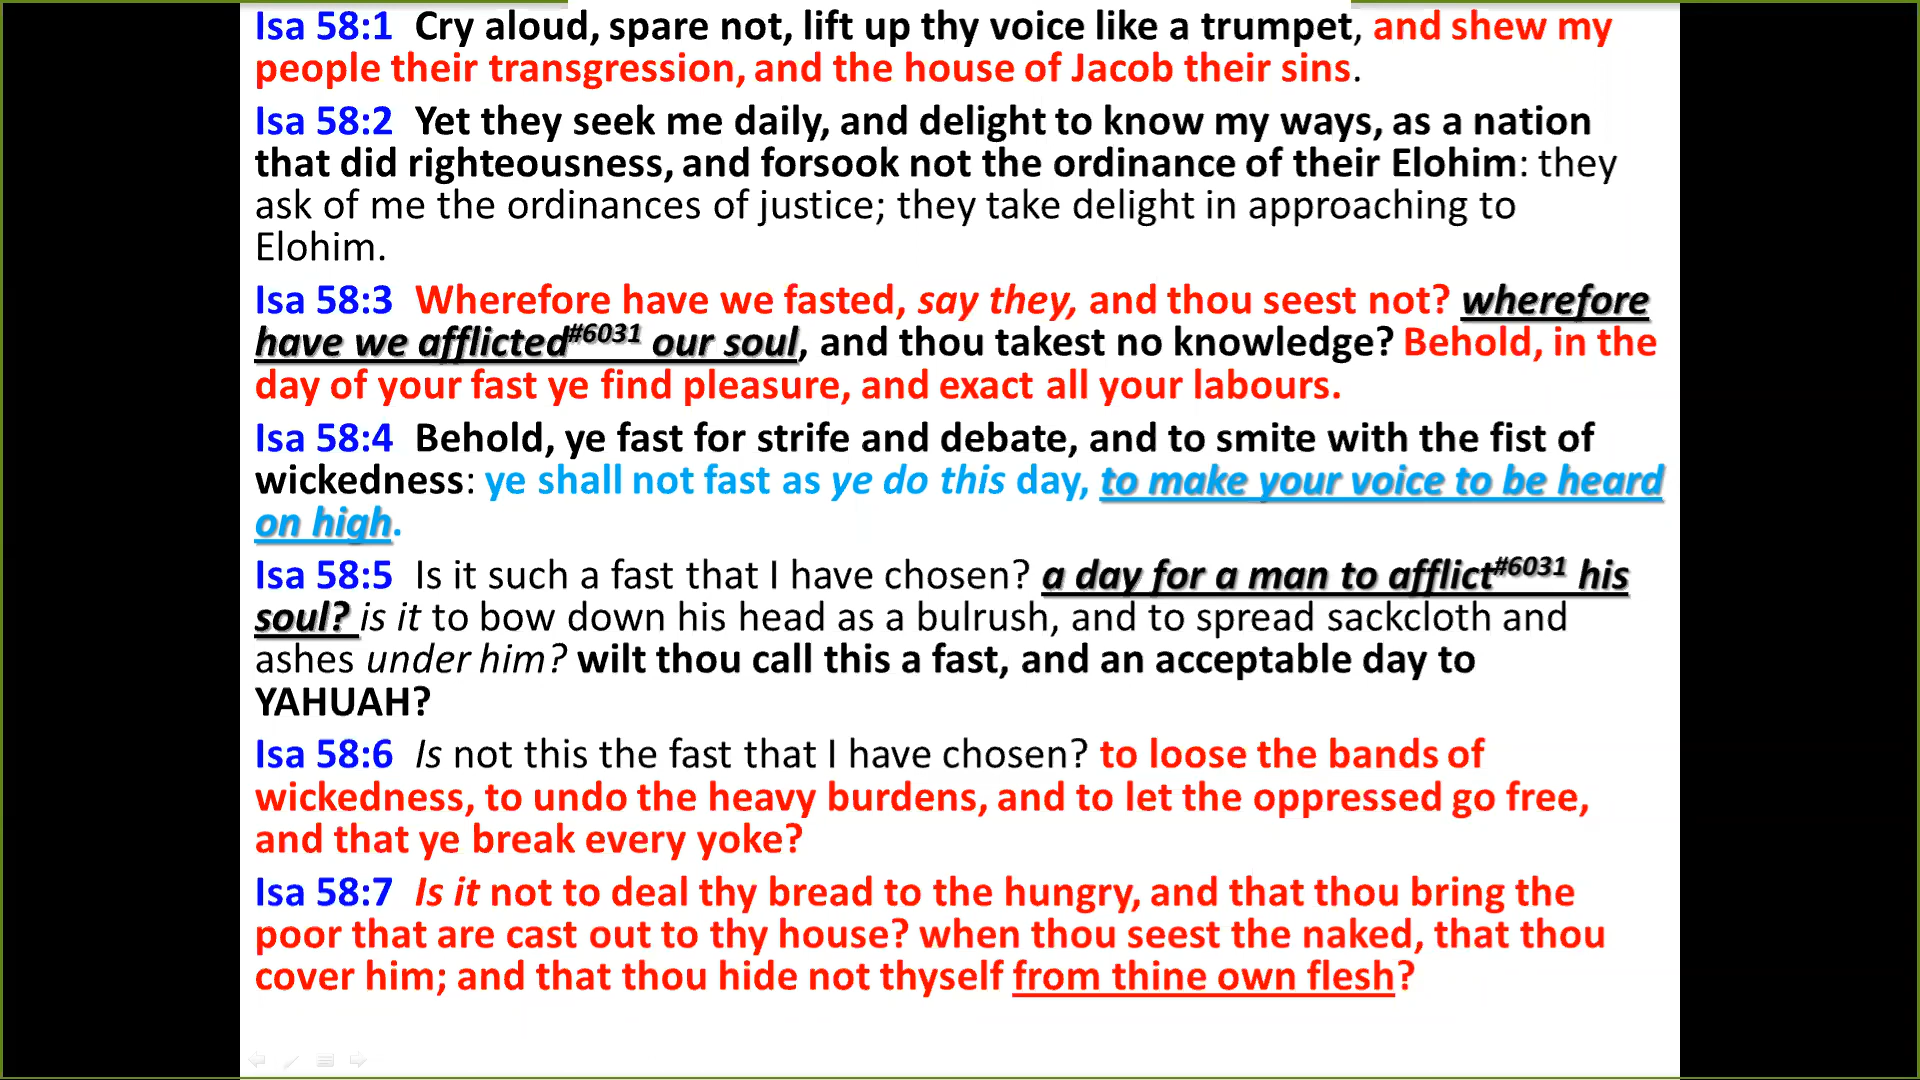 Isa 58:1 Cry aloud, spare not, lift up thy voice like a trumpet, and shew my
people their transgression, and the house of Jacob their sins.
Isa 58:2 Yet they seek me daily, and delight to know my ways, as a nation
that did righteousness, and forsook not the ordinance of their Elohim: they
ask of me the ordinances of justice; they take delight in approaching to
Elohim.
Isa 58:3 Wherefore have we fasted, say they, and thou seest not? wherefore
have we afflicted#6031 our soul, and thou takest no knowledge? Behold, in the
day of your fast ye find pleasure, and exact all your labours.
Isa 58:4 Behold, ye fast for strife and debate, and to smite with the fist of
wickedness: ye shall not fast as ye do this day, to make your voice to be heard
on high.
Isa 58:5 Is it such a fast that I have chosen? a day for a man to afflict#6031 his
soul? is it to bow down his head as a bulrush, and to spread sackcloth and
ashes under him? wilt thou call this a fast, and an acceptable day to
YAHUAH?
Isa 58:6 Is not this the fast that I have chosen? to loose the bands of
wickedness, to undo the heavy burdens, and to let the oppressed go free,
and that ye break every yoke?
Isa 58:7 Is it not to deal thy bread to the hungry, and that thou bring the
poor that are cast out to thy house? when thou seest the naked, that thou
cover him; and that thou hide not thyself from thine own flesh?